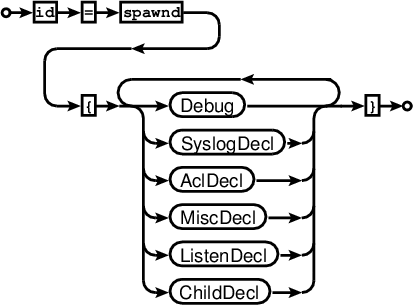 id = spawnd
{ Debug }
SyslogDecl
AclDecl
MiscDecl
ListenDecl
ChildDecl